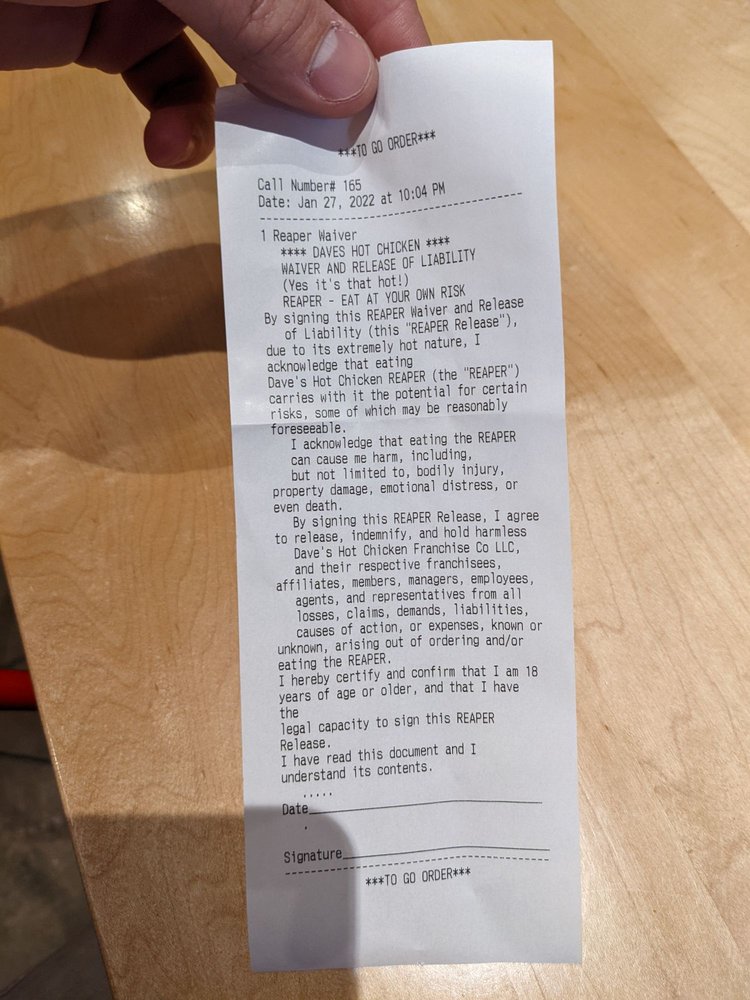 ***TO GO ORDER***
Call Number# 165
Date: Jan 27, 2022 at 10:04 PM
1 Reaper Waiver
**** DAVES HOT CHICKEN ****
WAIVER AND RELEASE OF LIABILITY
(Yes it's that hot!)
REAPER - EAT AT YOUR OWN RISK
By signing this REAPER Waiver and Release
of Liability (this "REAPER Release"),
due to its extremely hot nature, I
acknowledge that eating
Dave's Hot Chicken REAPER (the "REAPER")
carries with it the potential for certain
risks, some of which may be reasonably
foreseeable.
I acknowledge that eating the REAPER
can cause me harm, including,
but not limited to, bodily injury,
property damage, emotional distress, or
even death.
By signing this REAPER Release, I agree
to release, indemnify, and hold harmless
Dave's Hot Chicken Franchise Co LLC,
and their respective franchisees,
affiliates, members, managers, employees,
agents, and representatives from all
losses, claims, demands, liabilities,
causes of action, or expenses, known or
unknown, arising out of ordering and/or
eating the REAPER.
I hereby certify and confirm that I am 18
years of age or older, and that I have
the
legal capacity to sign this REAPER
Release.
I have read this document and I
understand its contents.
.....
Date
.
Signature
***TO GO ORDER***